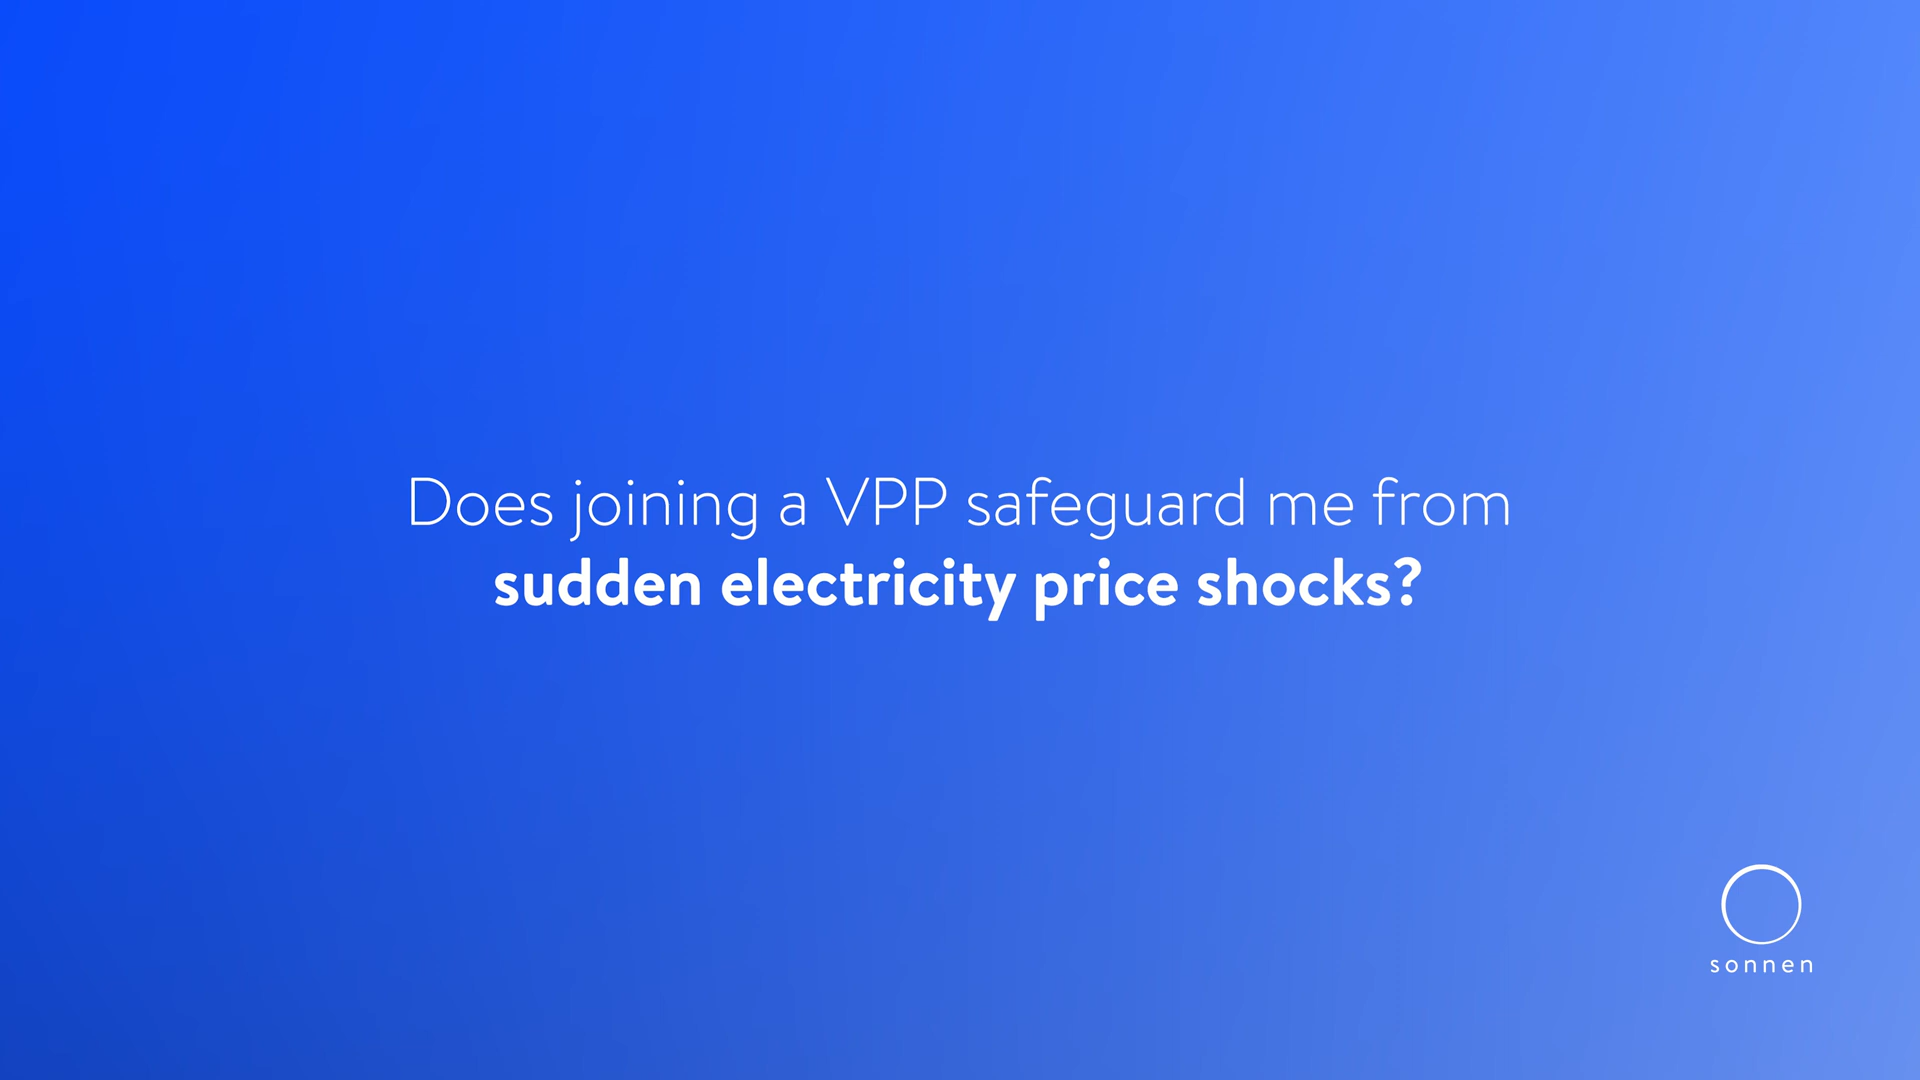 Does joining a VPP safeguard me from
sudden electricity price shocks?
sonnen